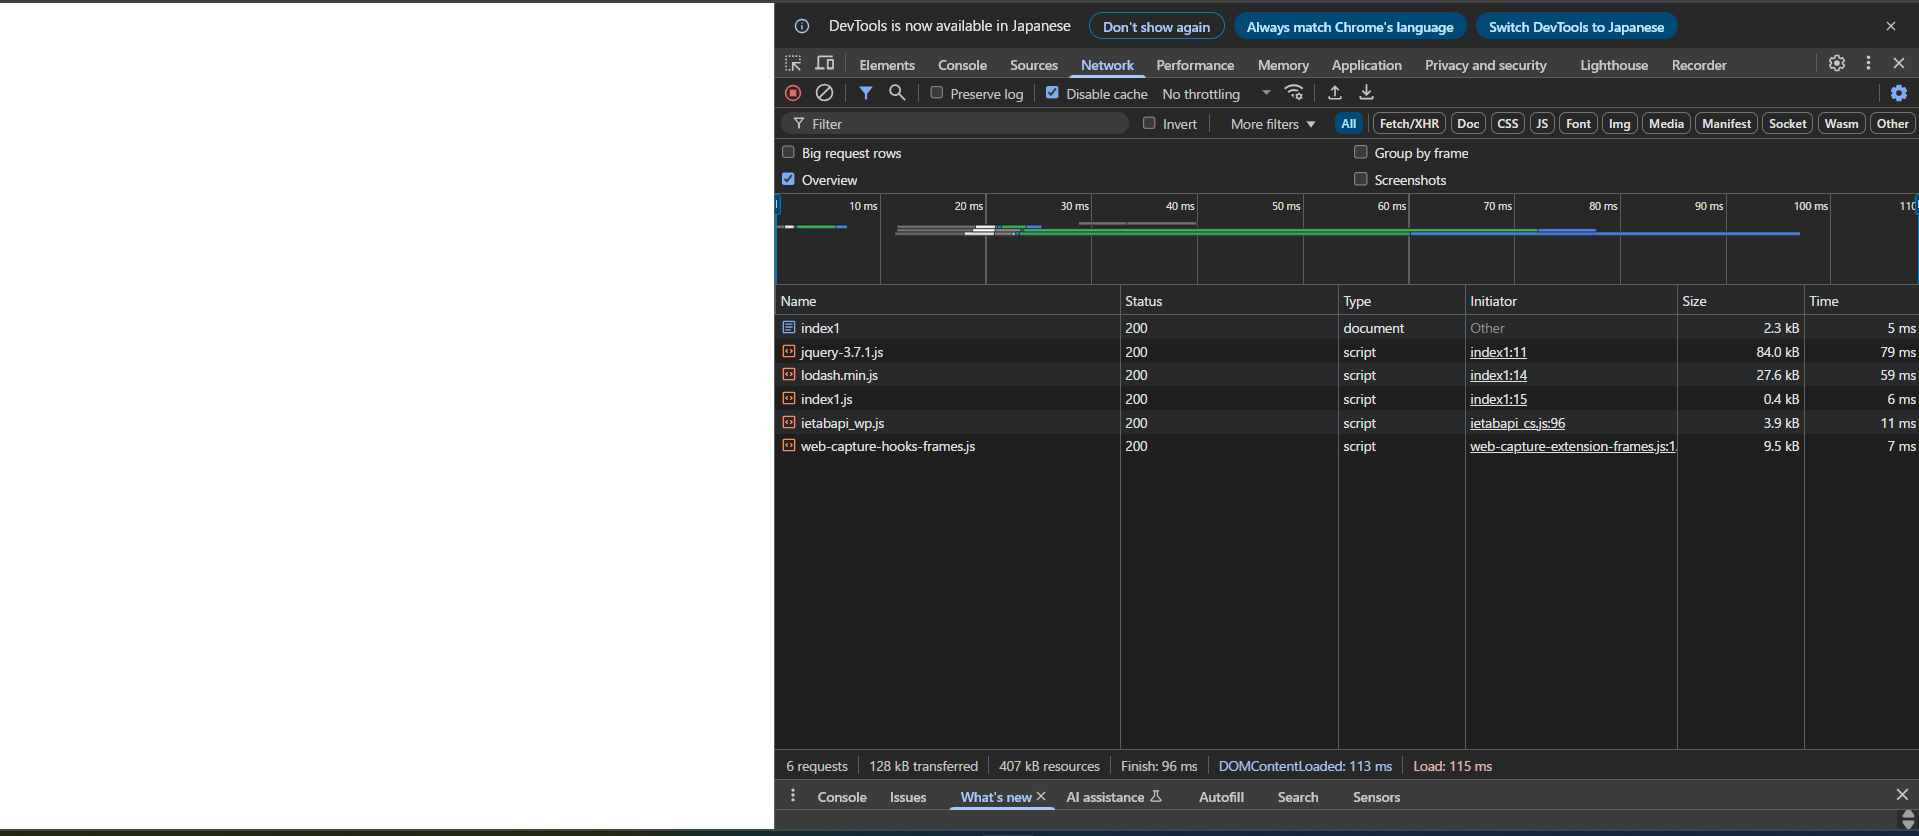 DevTools is now available in Japanese Don't show again Always match Chrome's language Switch DevTools to Japanese
Elements Console Sources Network Performance Memory Application Privacy and security Lighthouse Recorder
Preserve log Disable cache No throttling
Filter Invert More filters All Fetch/XHR Doc CSS JS Font Img Media Manifest Socket Wasm Other
Big request rows Group by frame
Overview Screenshots
10 ms 20 ms 30 ms 40 ms 50 ms 60 ms 70 ms 80 ms 90 ms 100 ms 110
Name Status Type Initiator Size Time
index1 200 document Other 2.3 kB 5 ms
jquery-3.7.1.js 200 script index1:11 84.0 kB 79 ms
lodash.min.js 200 script index1:14 27.6 kB 59 ms
index1.js 200 script index1:15 0.4 kB 6 ms
ietabapi_wp.js 200 script ietabapi_cs.js:96 3.9 kB 11 ms
web-capture-hooks-frames.js 200 script web-capture-extension-frames.js:1 9.5 kB 7 ms
6 requests 128 kB transferred 407 kB resources Finish: 96 ms DOMContentLoaded: 113 ms Load: 115 ms
Console Issues What's new AI assistance Autofill Search Sensors